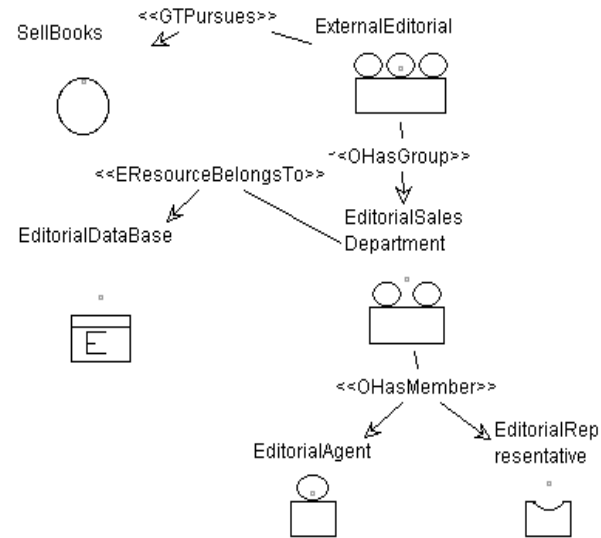 <<GTPursues>>
SellBooks
ExternalEditorial
<<OHasGroup>>
<<EResourceBelongsTo>>
EditorialSales
Department
EditorialDataBase
E
<<OHasMember>>
EditorialAgent
EditorialRep
resentative